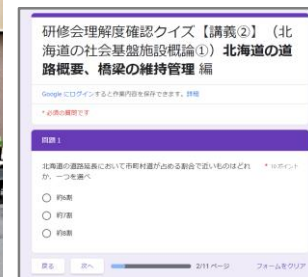 研修会理解度確認クイズ【講義②】(北
海道の社会基盤施設概論①)北海道の道
路概要、橋梁の維持管理 編
Google にログインすると作業内容を保存できます。詳細
* 必須の質問です
問題 1
北海道の道路延長において市町村道が占める割合で近いものはどれ
か、一つを選べ
* 10ポイント
約6割
約7割
約8割
戻る 次へ 2/11 ページ フォームをクリア